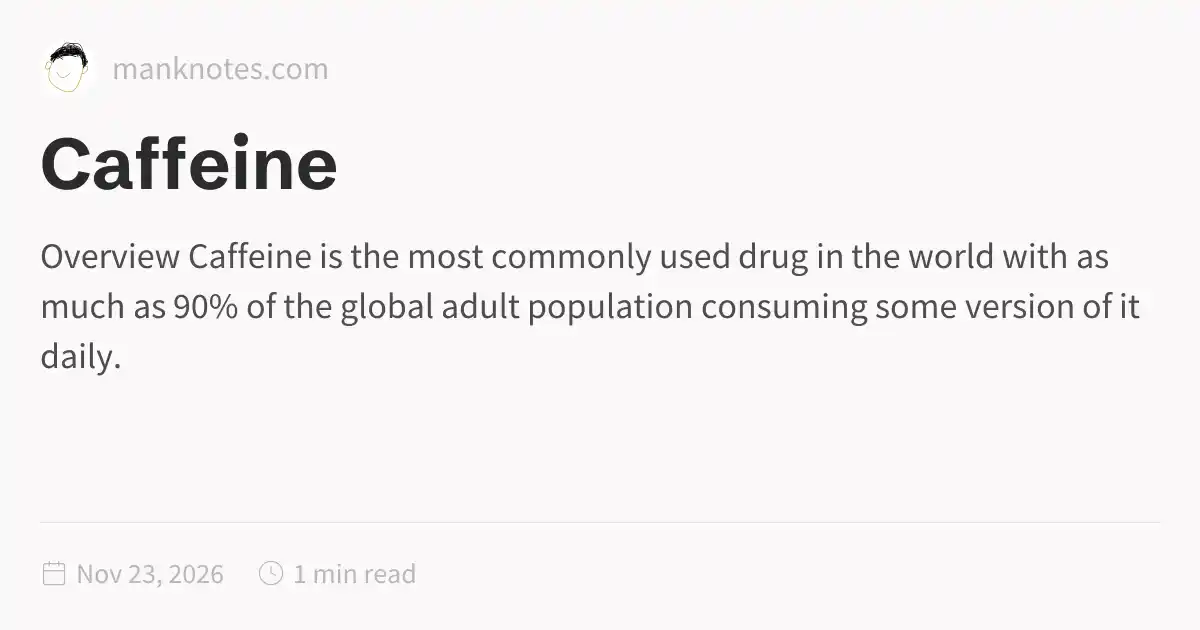 manknotes.com
Caffeine
Overview Caffeine is the most commonly used drug in the world with as
much as 90% of the global adult population consuming some version of it
daily.
Nov 23, 2026 1 min read